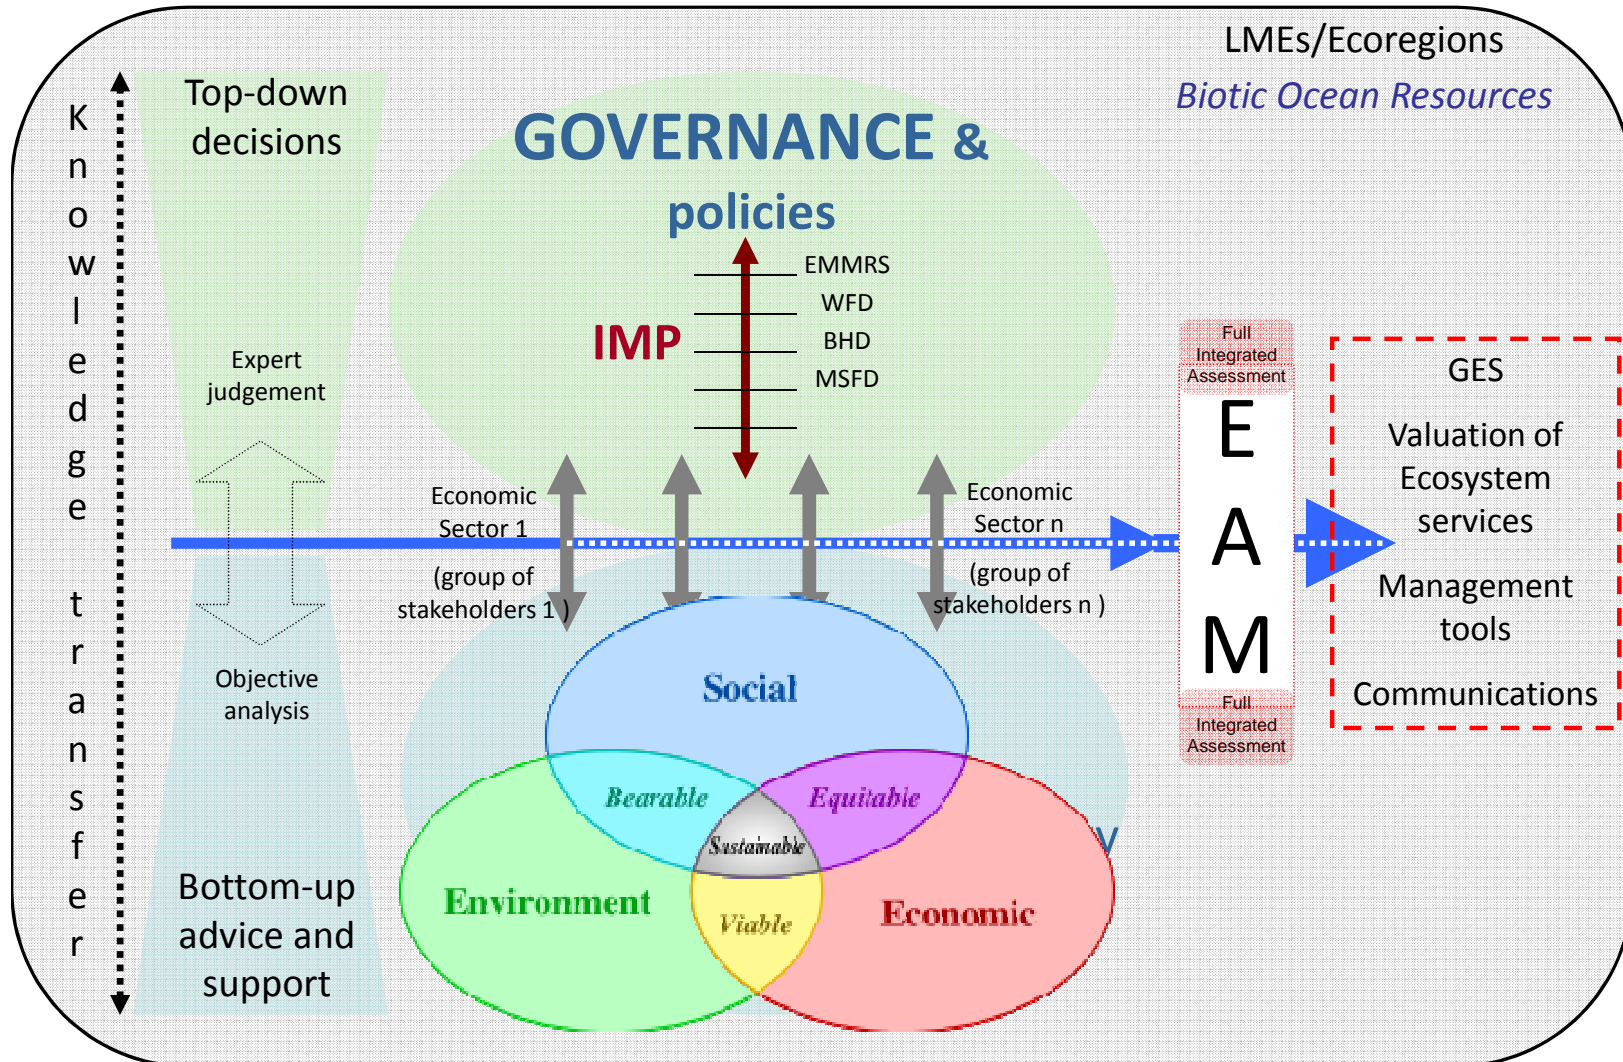 LMEs/Ecoregions
Biotic Ocean Resources
Knowledge transfer
Top-down
decisions
Expert
judgement
Objective
analysis
Bottom-up
advice and
support
GOVERNANCE &
policies
IMP
EMMRS
WFD
BHD
MSFD
Economic
Sector 1
(group of
stakeholders 1 )
Economic
Sector n
(group of
stakeholders n )
Social
Bearable
Equitable
Sustainable
Environment
Viable
Economic
Full
Integrated
Assessment
E
A
M
Full
Integrated
Assessment
GES
Valuation of
Ecosystem
services
Management
tools
Communications